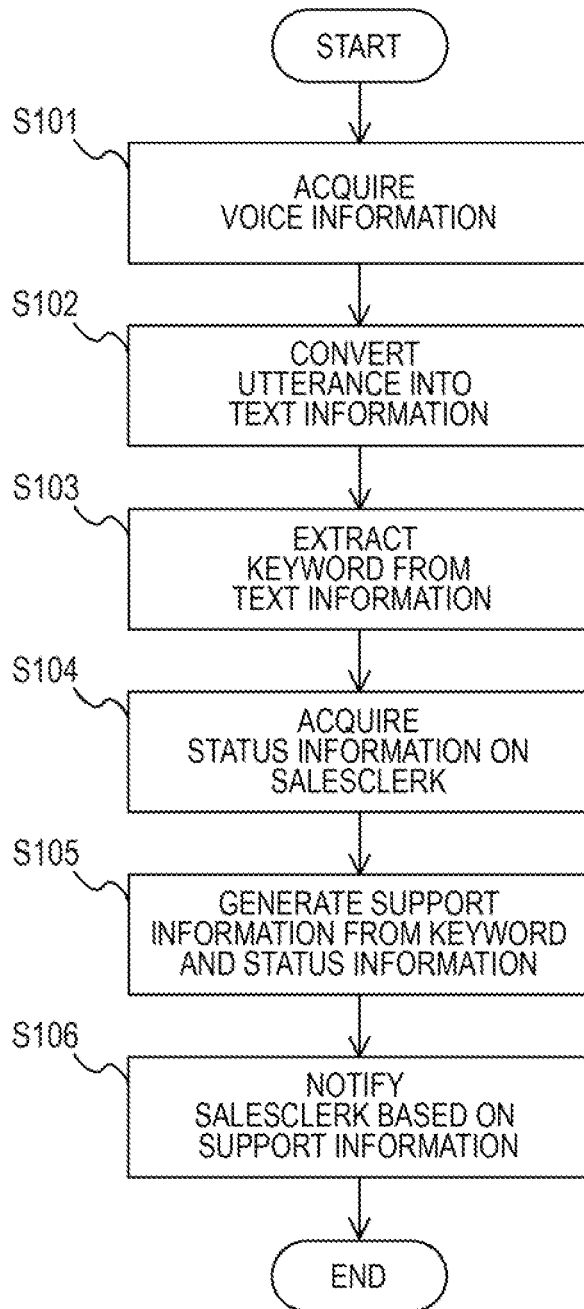 START
S101
ACQUIRE
VOICE INFORMATION
S102
CONVERT
UTTERANCE INTO
TEXT INFORMATION
S103
EXTRACT
KEYWORD FROM
TEXT INFORMATION
S104
ACQUIRE
STATUS INFORMATION ON
SALESCLERK
S105
GENERATE SUPPORT
INFORMATION FROM KEYWORD
AND STATUS INFORMATION
S106
NOTIFY
SALESCLERK BASED ON
SUPPORT INFORMATION
END